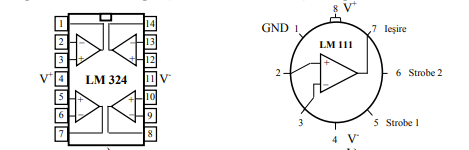 1 14
2 - - 13
3 + + 12
V⁺ 4 LM 324 11 V⁻
5 + + 10
6 - - 9
7 8
8 V⁺
GND 1 7 Ieșire
LM 111
2 + 6 Strobe 2
-
3 5 Strobe 1
4 V⁻